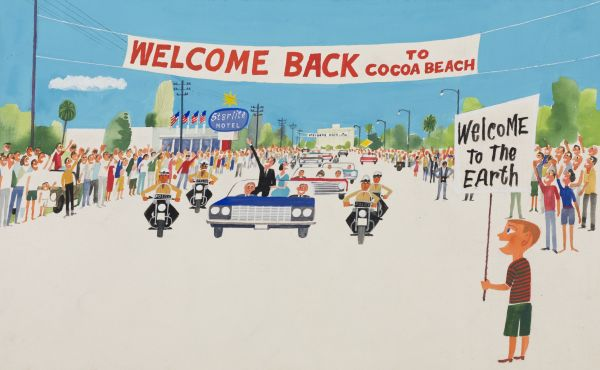 WELCOME BACK TO
COCOA BEACH
Starlite
MOTEL
WELCOME
TO THE
EARTH